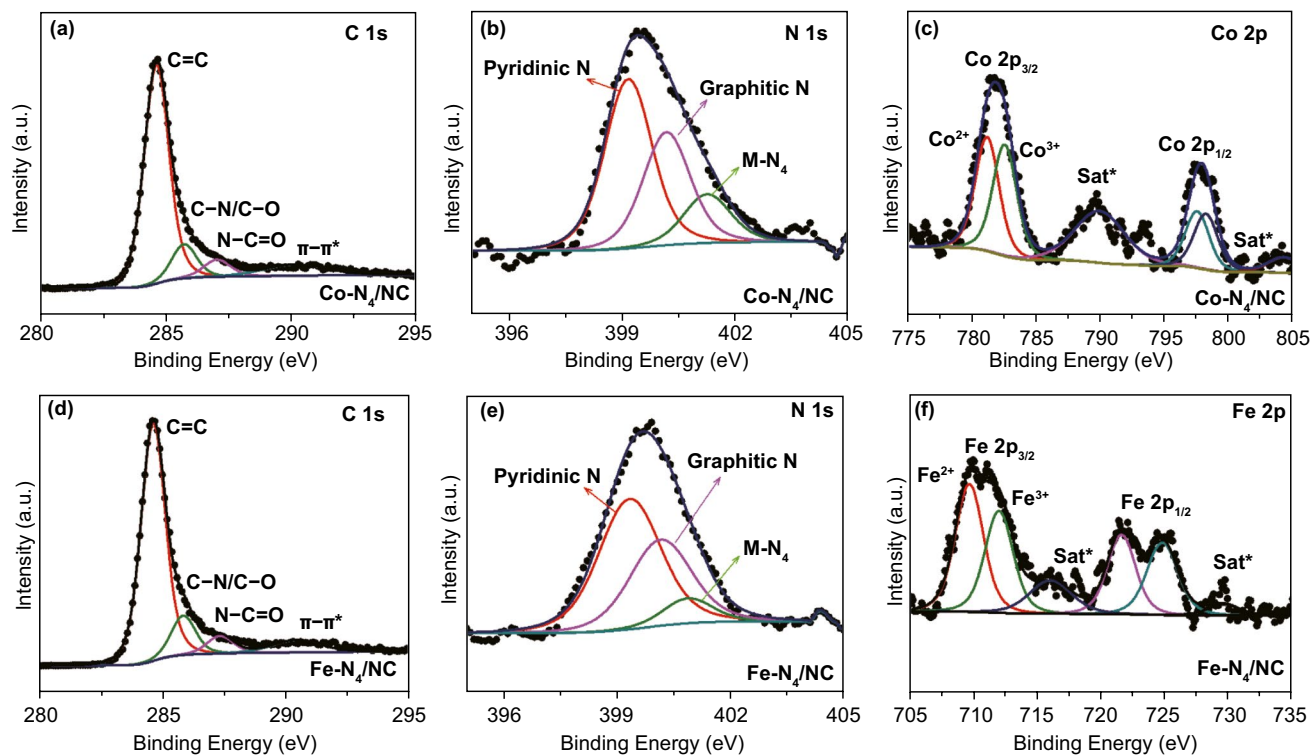 (a)
C 1s
C=C
C–N/C–O
N–C=O
π–π*
Co-N₄/NC
280 285 290 295
Binding Energy (eV)
Intensity (a.u.)
(b)
N 1s
Pyridinic N
Graphitic N
M-N₄
Co-N₄/NC
396 399 402 405
Binding Energy (eV)
Intensity (a.u.)
(c)
Co 2p
Co 2p₃/₂
Co²⁺
Co³⁺
Sat*
Co 2p₁/₂
Sat*
Co-N₄/NC
775 780 785 790 795 800 805
Binding Energy (eV)
Intensity (a.u.)
(d)
C 1s
C=C
C–N/C–O
N–C=O
π–π*
Fe-N₄/NC
280 285 290 295
Binding Energy (eV)
Intensity (a.u.)
(e)
N 1s
Pyridinic N
Graphitic N
M-N₄
Fe-N₄/NC
396 399 402 405
Binding Energy (eV)
Intensity (a.u.)
(f)
Fe 2p
Fe 2p₃/₂
Fe²⁺
Fe³⁺
Sat*
Fe 2p₁/₂
Sat*
Fe-N₄/NC
705 710 715 720 725 730 735
Binding Energy (eV)
Intensity (a.u.)